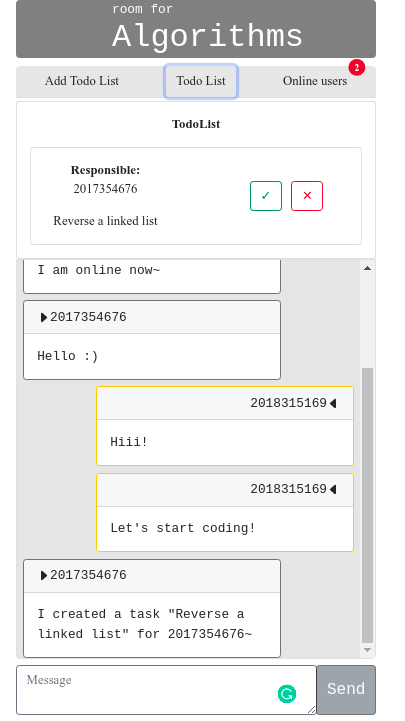 room for
Algorithms
Add Todo List
Todo List
Online users
2
TodoList
Responsible:
2017354676
✓
✕
Reverse a linked list
I am online now~
2017354676
Hello :)
2018315169
Hiii!
2018315169
Let's start coding!
2017354676
I created a task "Reverse a
linked list" for 2017354676~
Message
Send